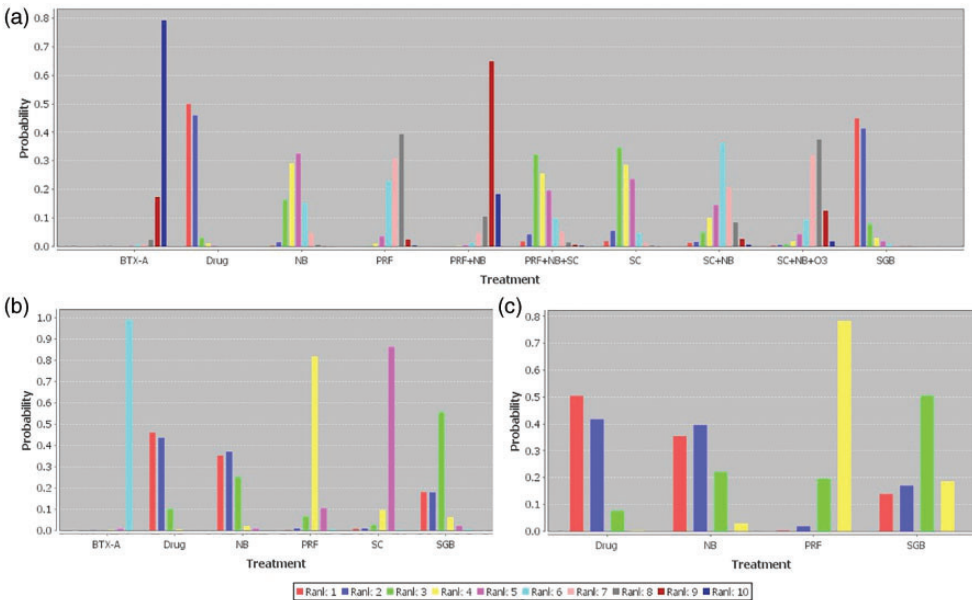 (a)
0.8
0.7
0.6
0.5
0.4
0.3
0.2
0.1
0.0
Probability
BTX-A Drug NB PRF PRF+NB PRF+NB+SC SC SC+NB SC+NB+O3 SGB
Treatment
(b)
1.0
0.9
0.8
0.7
0.6
0.5
0.4
0.3
0.2
0.1
0.0
Probability
BTX-A Drug NB PRF SC SGB
Treatment
(c)
0.8
0.7
0.6
0.5
0.4
0.3
0.2
0.1
0.0
Probability
Drug NB PRF SGB
Treatment
Rank: 1 Rank: 2 Rank: 3 Rank: 4 Rank: 5 Rank: 6 Rank: 7 Rank: 8 Rank: 9 Rank: 10